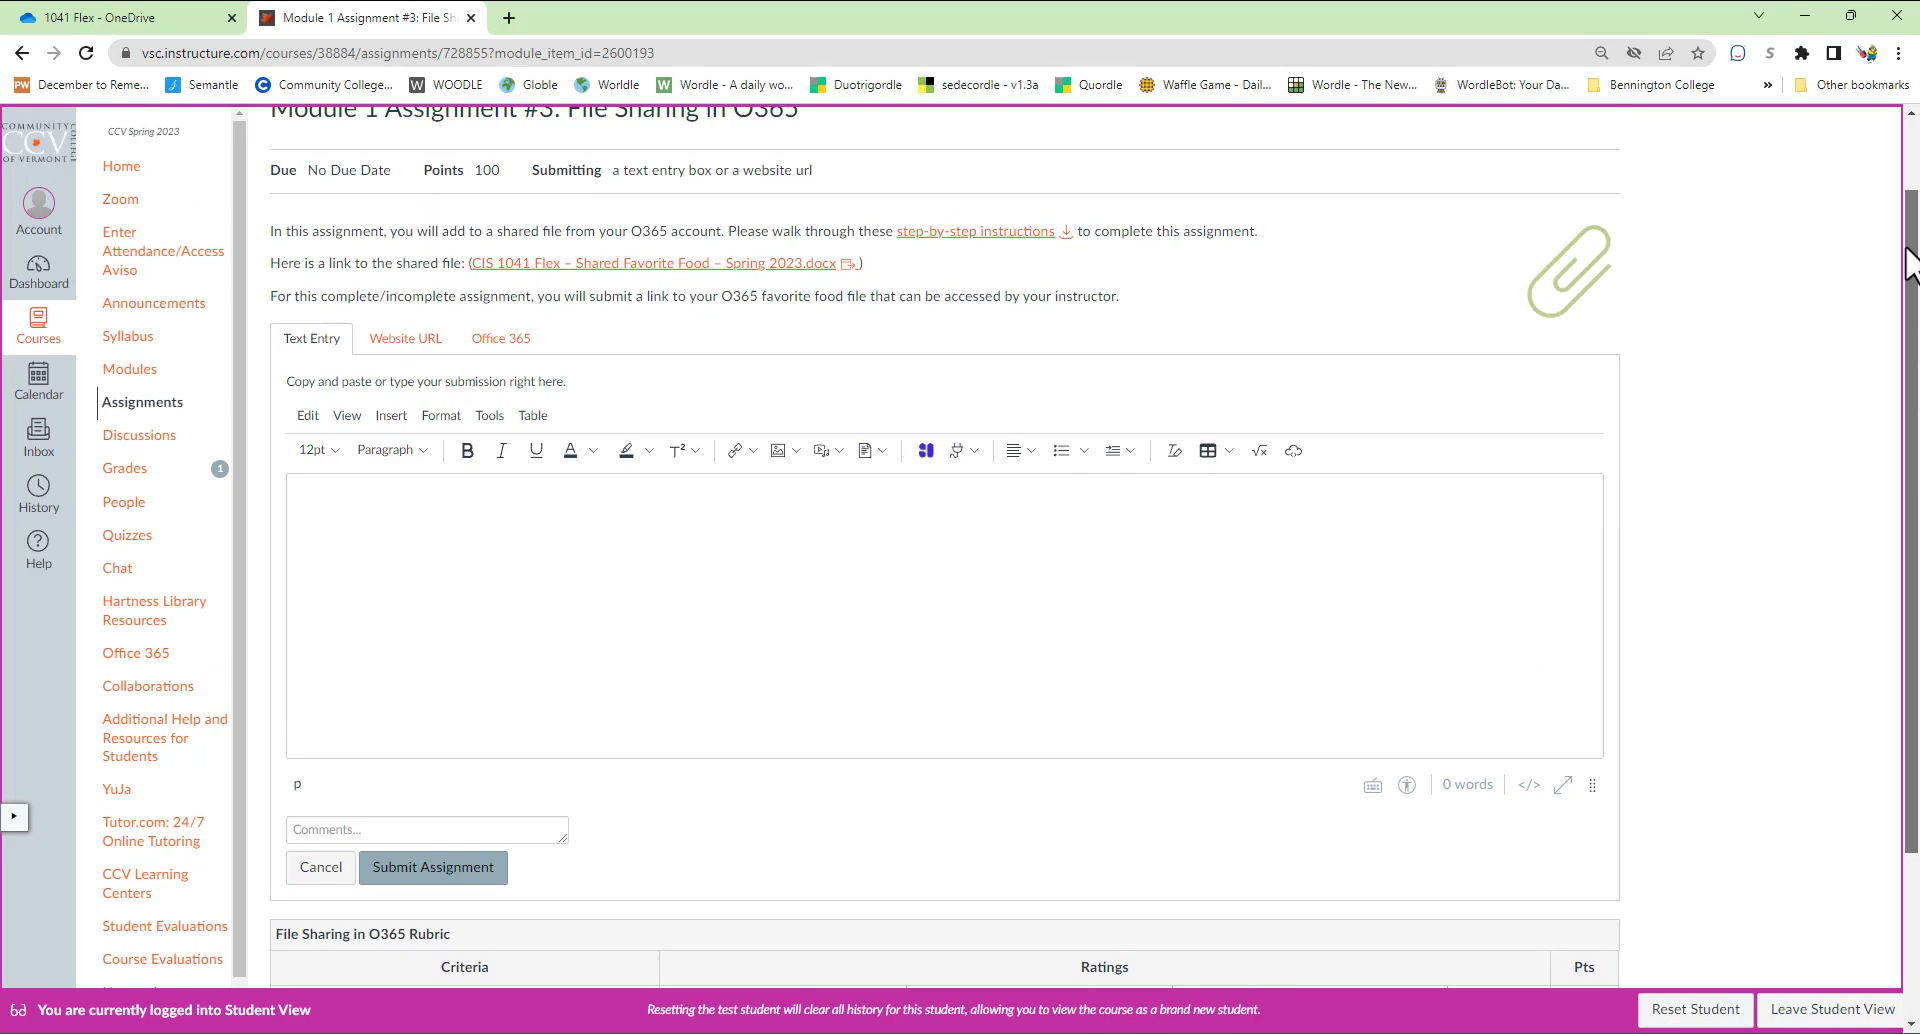 1041 Flex - OneDrive
Module 1 Assignment #3: File Sh
vsc.instructure.com/courses/38884/assignments/728855?module_item_id=2600193
December to Reme...
Semantle
Community College...
WOODLE
Globle
Worldle
Wordle - A daily wo...
Duotrigordle
sedecordle - v1.3a
Quordle
Waffle Game - Dail...
Wordle - The New...
WordleBot: Your Da...
Bennington College
»
Other bookmarks
COMMUNITY COLLEGE
CCV
OF VERMONT
Account
Dashboard
Courses
Calendar
Inbox
History
Help
CCV Spring 2023
Home
Zoom
Enter
Attendance/Access
Aviso
Announcements
Syllabus
Modules
Assignments
Discussions
Grades 1
People
Quizzes
Chat
Hartness Library
Resources
Office 365
Collaborations
Additional Help and
Resources for
Students
YuJa
Tutor.com: 24/7
Online Tutoring
CCV Learning
Centers
Student Evaluations
Course Evaluations
Module 1 Assignment #3: File Sharing in O365
Due No Due Date Points 100 Submitting a text entry box or a website url
In this assignment, you will add to a shared file from your O365 account. Please walk through these step-by-step instructions to complete this assignment.
Here is a link to the shared file: (CIS 1041 Flex – Shared Favorite Food – Spring 2023.docx )
For this complete/incomplete assignment, you will submit a link to your O365 favorite food file that can be accessed by your instructor.
Text Entry Website URL Office 365
Copy and paste or type your submission right here.
Edit View Insert Format Tools Table
12pt Paragraph B I U A T²
p
0 words </>
Comments...
Cancel Submit Assignment
File Sharing in O365 Rubric
Criteria Ratings Pts
You are currently logged into Student View
Resetting the test student will clear all history for this student, allowing you to view the course as a brand new student.
Reset Student Leave Student View